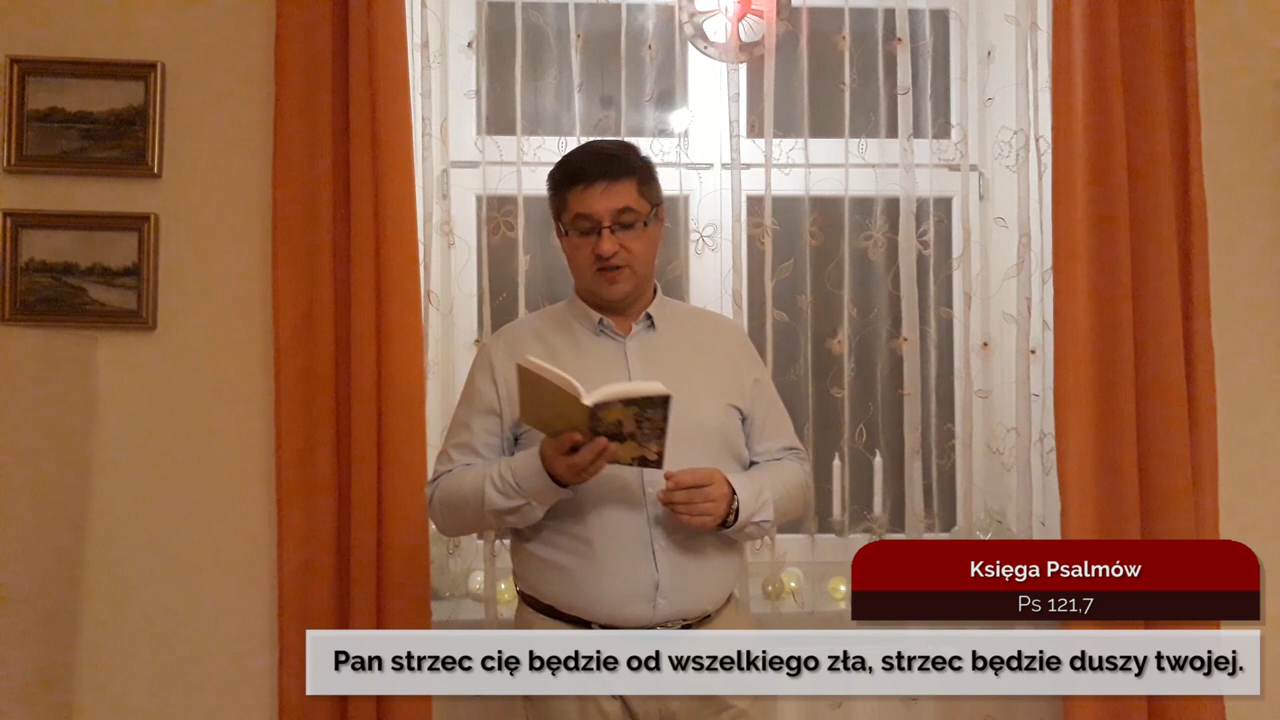 Księga Psalmów
Ps 121,7
Pan strzec cię będzie od wszelkiego zła, strzec będzie duszy twojej.